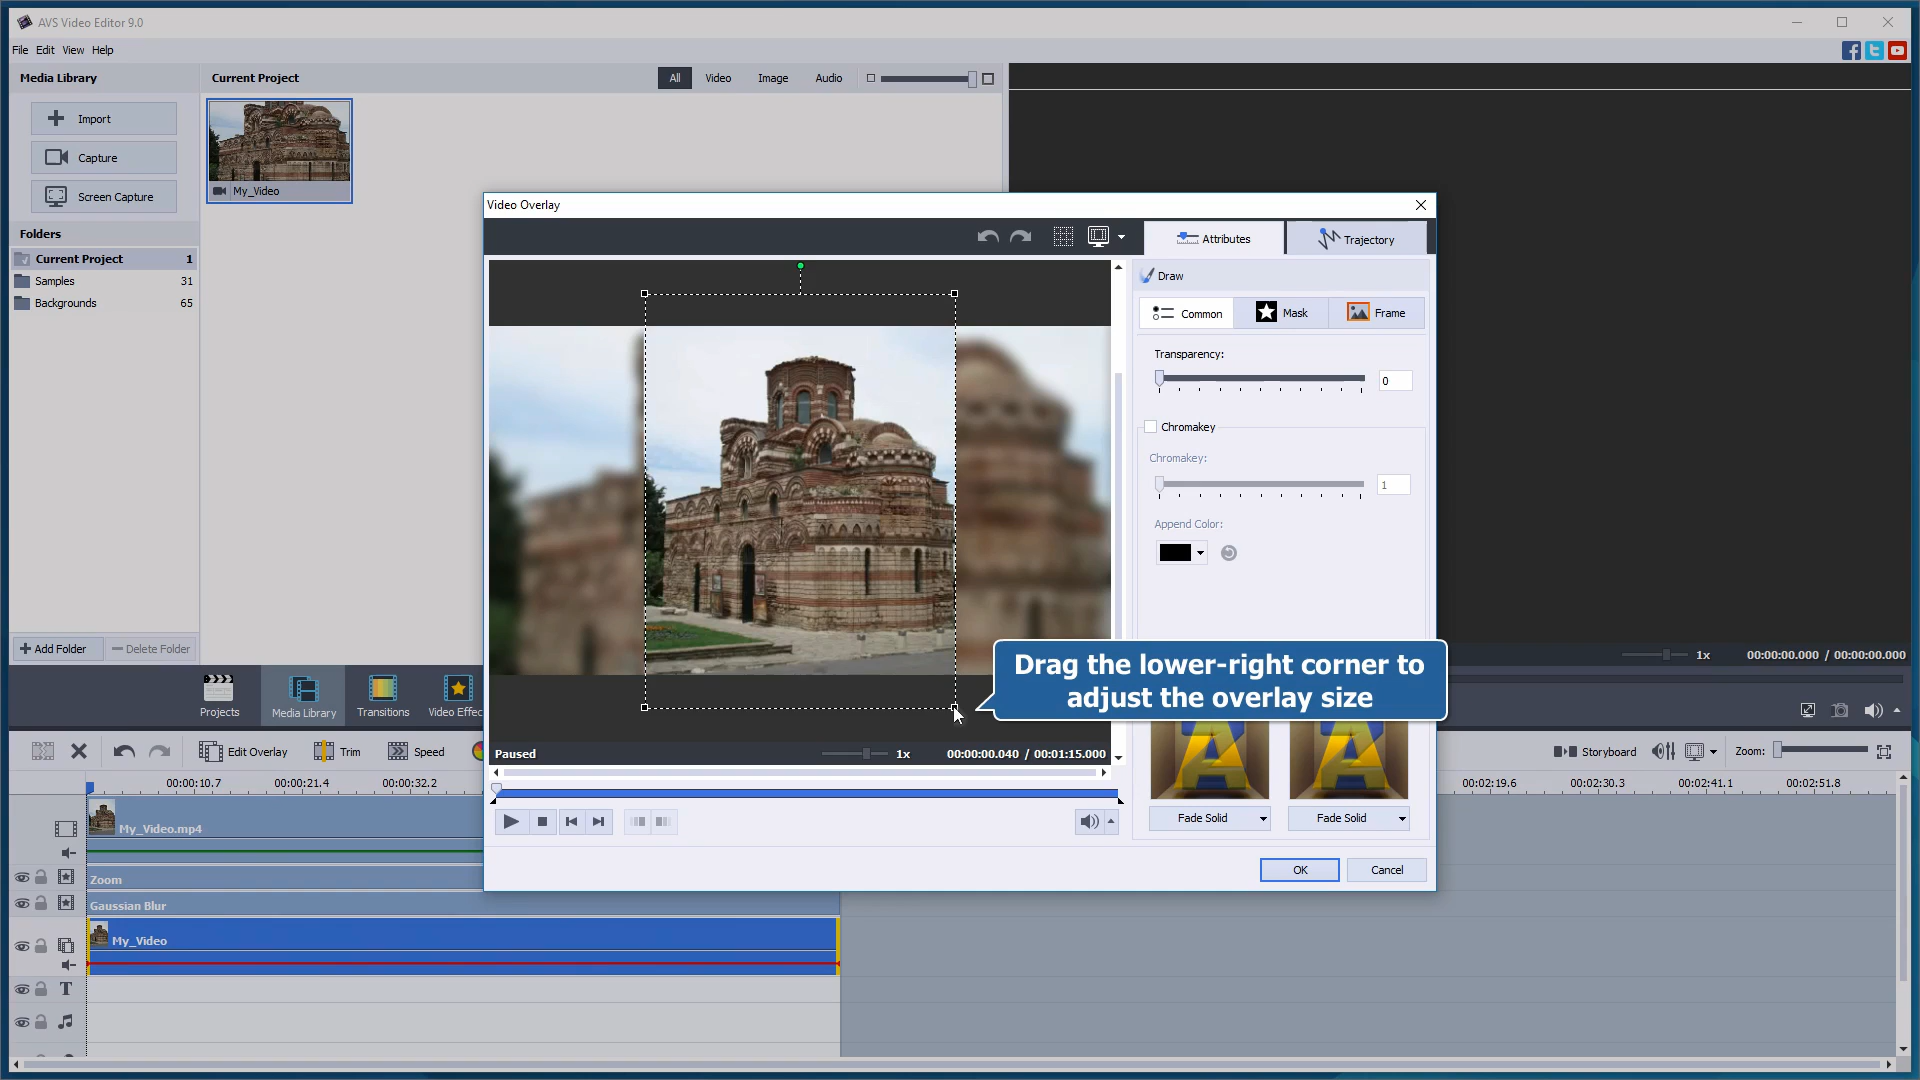 AVS Video Editor 9.0
File Edit View Help
Media Library
Current Project
All Video Image Audio
Import
Capture
Screen Capture
My_Video
Folders
Current Project 1
Samples 31
Backgrounds 65
Add Folder
Delete Folder
Video Overlay
Attributes
Trajectory
Draw
Common
Mask
Frame
Transparency:
0
Chromakey
Chromakey:
1
Append Color:
Drag the lower-right corner to
adjust the overlay size
Paused
1x
00:00:00.040 / 00:01:15.000
Fade Solid
Fade Solid
OK
Cancel
1x
00:00:00.000 / 00:00:00.000
Projects
Media Library
Transitions
Video Effec
Edit Overlay
Trim
Speed
Storyboard
Zoom:
00:00:10.7 00:00:21.4 00:00:32.2
00:02:19.6 00:02:30.3 00:02:41.1 00:02:51.8
My_Video.mp4
Zoom
Gaussian Blur
My_Video
T